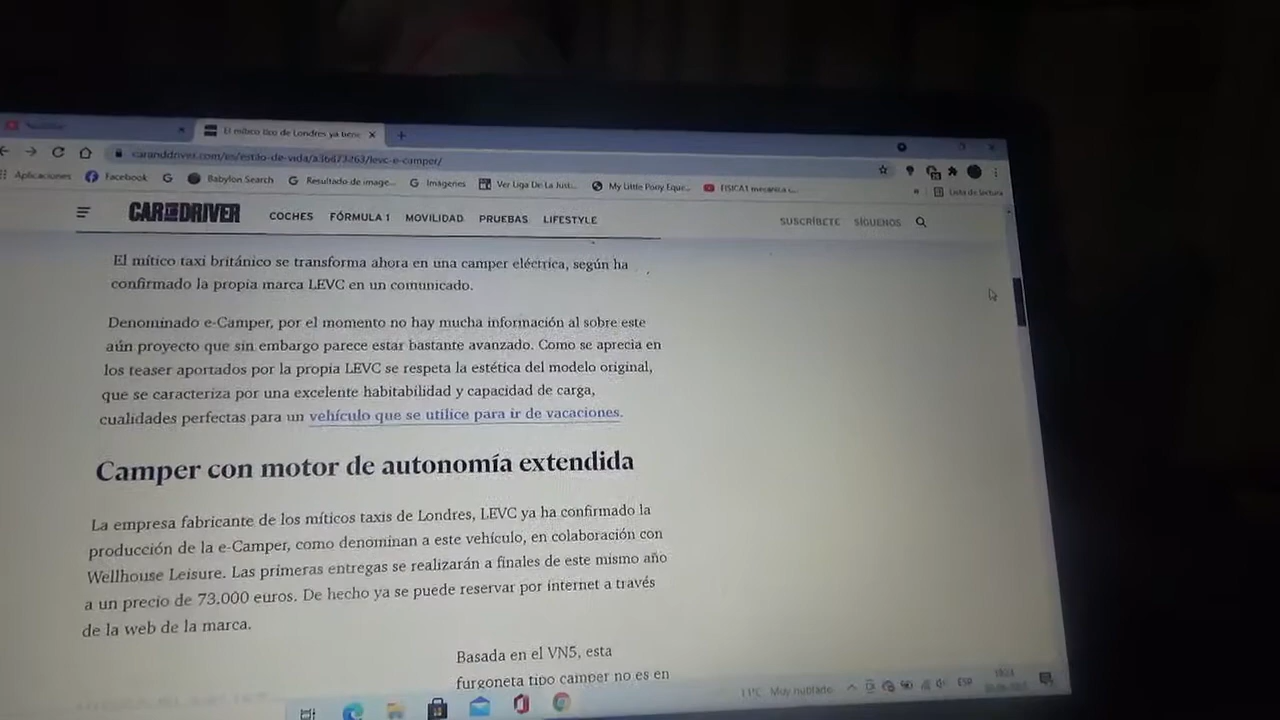 El mítico tico de Londres ya tiene
caranddriver.com/es/estilo-de-vida/a36673263/levc-e-camper/
Aplicaciones Facebook Babylon Search Resultado de image... Imágenes Ver Liga De La Just... My Little Pony Eque... FISICA1 mecanica Lista de lectura
CAR AND DRIVER COCHES FÓRMULA 1 MOVILIDAD PRUEBAS LIFESTYLE SUSCRÍBETE SÍGUENOS
El mítico taxi británico se transforma ahora en una camper eléctrica, según ha
confirmado la propia marca LEVC en un comunicado.
Denominado e-Camper, por el momento no hay mucha información al sobre este
aún proyecto que sin embargo parece estar bastante avanzado. Como se aprecia en
los teaser aportados por la propia LEVC se respeta la estética del modelo original,
que se caracteriza por una excelente habitabilidad y capacidad de carga,
cualidades perfectas para un vehículo que se utilice para ir de vacaciones.
Camper con motor de autonomía extendida
La empresa fabricante de los míticos taxis de Londres, LEVC ya ha confirmado la
producción de la e-Camper, como denominan a este vehículo, en colaboración con
Wellhouse Leisure. Las primeras entregas se realizarán a finales de este mismo año
a un precio de 73.000 euros. De hecho ya se puede reservar por internet a través
de la web de la marca.
Basada en el VN5, esta
furgoneta tipo camper no es en
11°C Muy nublado ESP